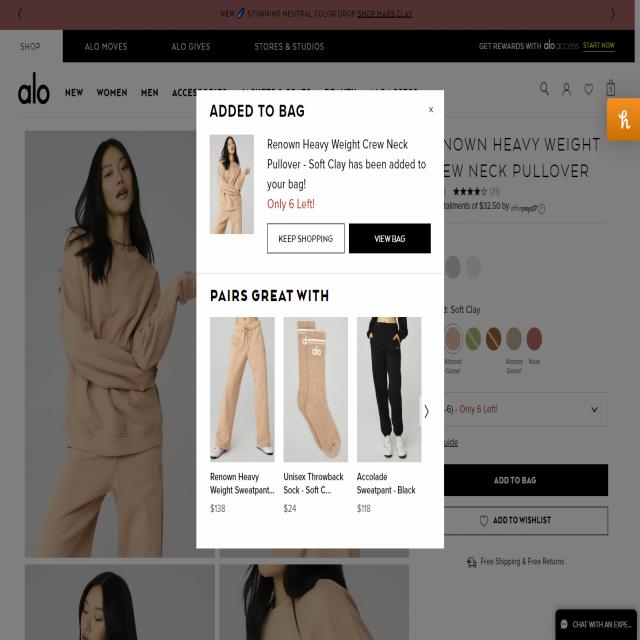 NEW STUNNING NEUTRAL COLOR DROP SHOP MARS CLAY
SHOP
ALO MOVES
ALO GIVES
STORES & STUDIOS
GET REWARDS WITH aloaccess START NOW
alo
NEW
WOMEN
MEN
ADDED TO BAG
x
Renown Heavy Weight Crew Neck
Pullover - Soft Clay has been added to
your bag!
Only 6 Left!
KEEP SHOPPING
VIEW BAG
PAIRS GREAT WITH
alo
Renown Heavy
Weight Sweatpant...
$138
Unisex Throwback
Sock - Soft C...
$24
Accolade
Sweatpant - Black
$118
NOWN HEAVY WEIGHT
EW NECK PULLOVER
(31)
tallments of $32.50 by afterpay
d: Soft Clay
Almost
Gone!
Almost
Gone!
New
-6) - Only 6 Left!
uide
ADD TO BAG
ADD TO WISHLIST
Free Shipping & Free Returns
CHAT WITH AN EXPE...